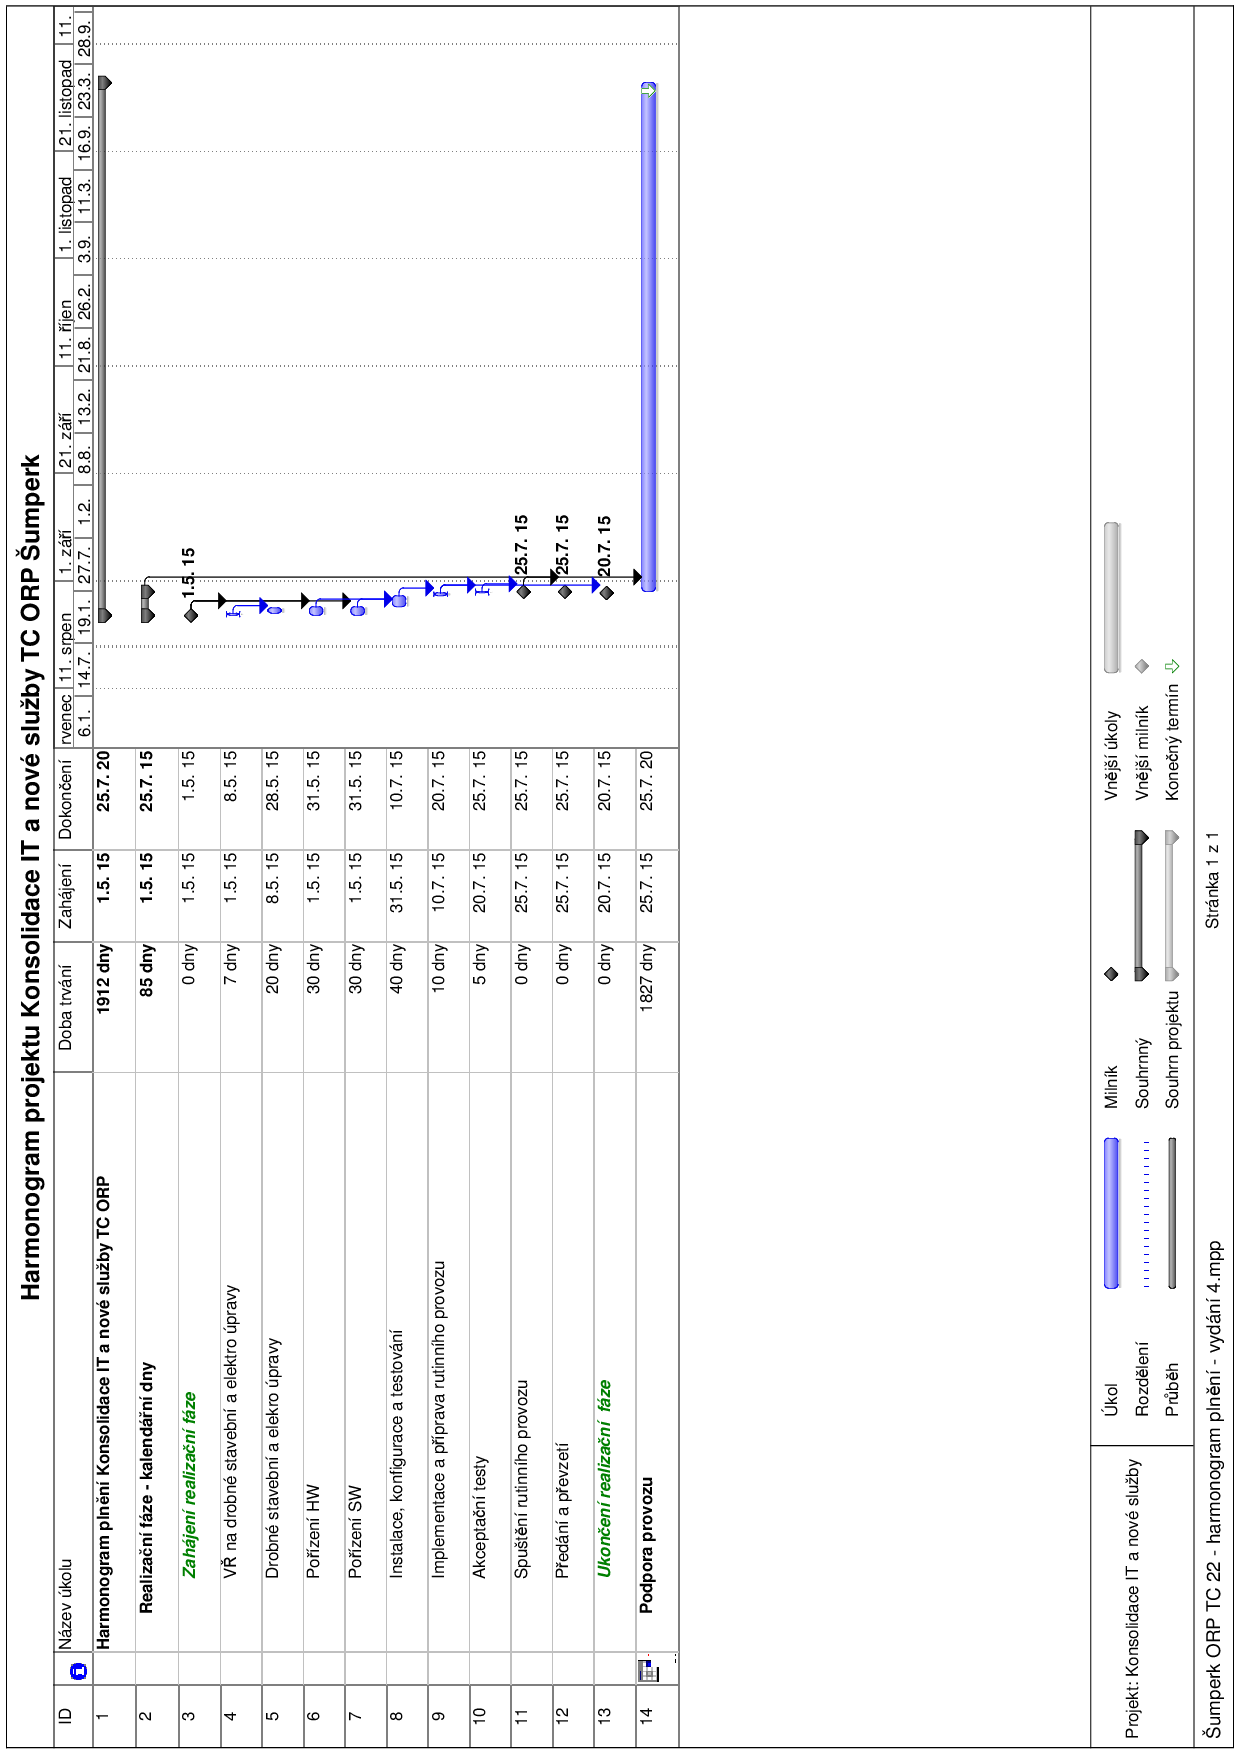 Harmonogram projektu Konsolidace IT a nové služby TC ORP Šumperk
ID Název úkolu Doba trvání Zahájení Dokončení
rvenec 11. srpen 1. září 21. září 11. říjen 1. listopad 21. listopad 11.
6.1. 14.7. 19.1. 27.7. 1.2. 8.8. 13.2. 21.8. 26.2. 3.9. 11.3. 16.9. 23.3. 28.9.
1 Harmonogram plnění Konsolidace IT a nové služby TC ORP 1912 dny 1.5. 15 25.7. 20
2 Realizační fáze - kalendářní dny 85 dny 1.5. 15 25.7. 15
3 Zahájení realizační fáze 0 dny 1.5. 15 1.5. 15 1.5. 15
4 VŘ na drobné stavební a elektro úpravy 7 dny 1.5. 15 8.5. 15
5 Drobné stavební a elekro úpravy 20 dny 8.5. 15 28.5. 15
6 Pořízení HW 30 dny 1.5. 15 31.5. 15
7 Pořízení SW 30 dny 1.5. 15 31.5. 15
8 Instalace, konfigurace a testování 40 dny 31.5. 15 10.7. 15
9 Implementace a příprava rutinního provozu 10 dny 10.7. 15 20.7. 15
10 Akceptační testy 5 dny 20.7. 15 25.7. 15
11 Spuštění rutinního provozu 0 dny 25.7. 15 25.7. 15 25.7. 15
12 Předání a převzetí 0 dny 25.7. 15 25.7. 15 25.7. 15
13 Ukončení realizační fáze 0 dny 20.7. 15 20.7. 15 20.7. 15
14 Podpora provozu 1827 dny 25.7. 15 25.7. 20
Projekt: Konsolidace IT a nové služby
Úkol Milník Vnější úkoly
Rozdělení Souhrnný Vnější milník
Průběh Souhrn projektu Konečný termín
Stránka 1 z 1
Šumperk ORP TC 22 - harmonogram plnění - vydání 4.mpp